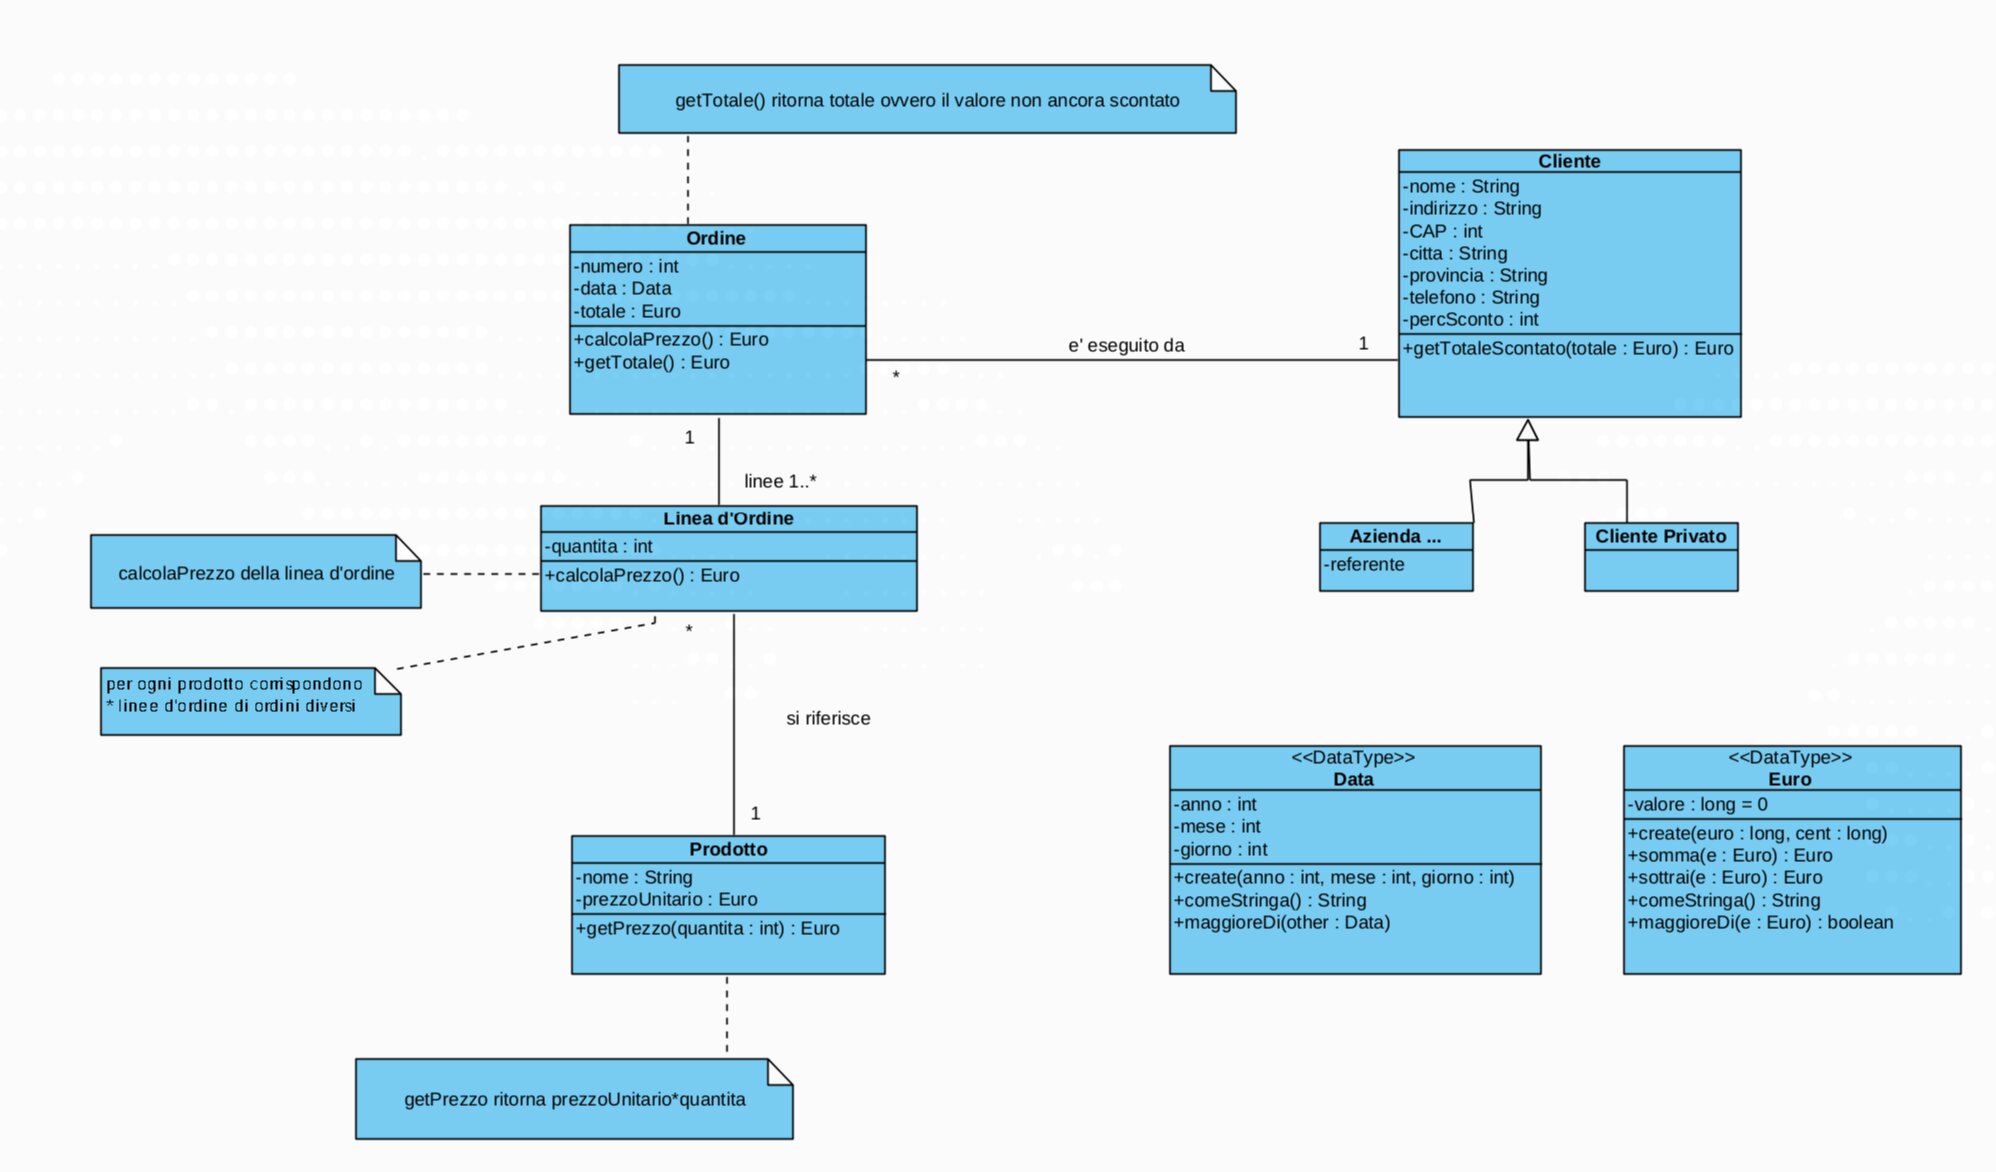 getTotale() ritorna totale ovvero il valore non ancora scontato
Cliente
-nome : String
-indirizzo : String
-CAP : int
-citta : String
-provincia : String
-telefono : String
-percSconto : int
+getTotaleScontato(totale : Euro) : Euro
Ordine
-numero : int
-data : Data
-totale : Euro
+calcolaPrezzo() : Euro
+getTotale() : Euro
e' eseguito da
1
*
1
linee 1..*
Linea d'Ordine
-quantita : int
+calcolaPrezzo() : Euro
calcolaPrezzo della linea d'ordine
Azienda ...
-referente
Cliente Privato
*
per ogni prodotto corrispondono
* linee d'ordine di ordini diversi
si riferisce
1
Prodotto
-nome : String
-prezzoUnitario : Euro
+getPrezzo(quantita : int) : Euro
<<DataType>>
Data
-anno : int
-mese : int
-giorno : int
+create(anno : int, mese : int, giorno : int)
+comeStringa() : String
+maggioreDi(other : Data)
<<DataType>>
Euro
-valore : long = 0
+create(euro : long, cent : long)
+somma(e : Euro) : Euro
+sottrai(e : Euro) : Euro
+comeStringa() : String
+maggioreDi(e : Euro) : boolean
getPrezzo ritorna prezzoUnitario*quantita